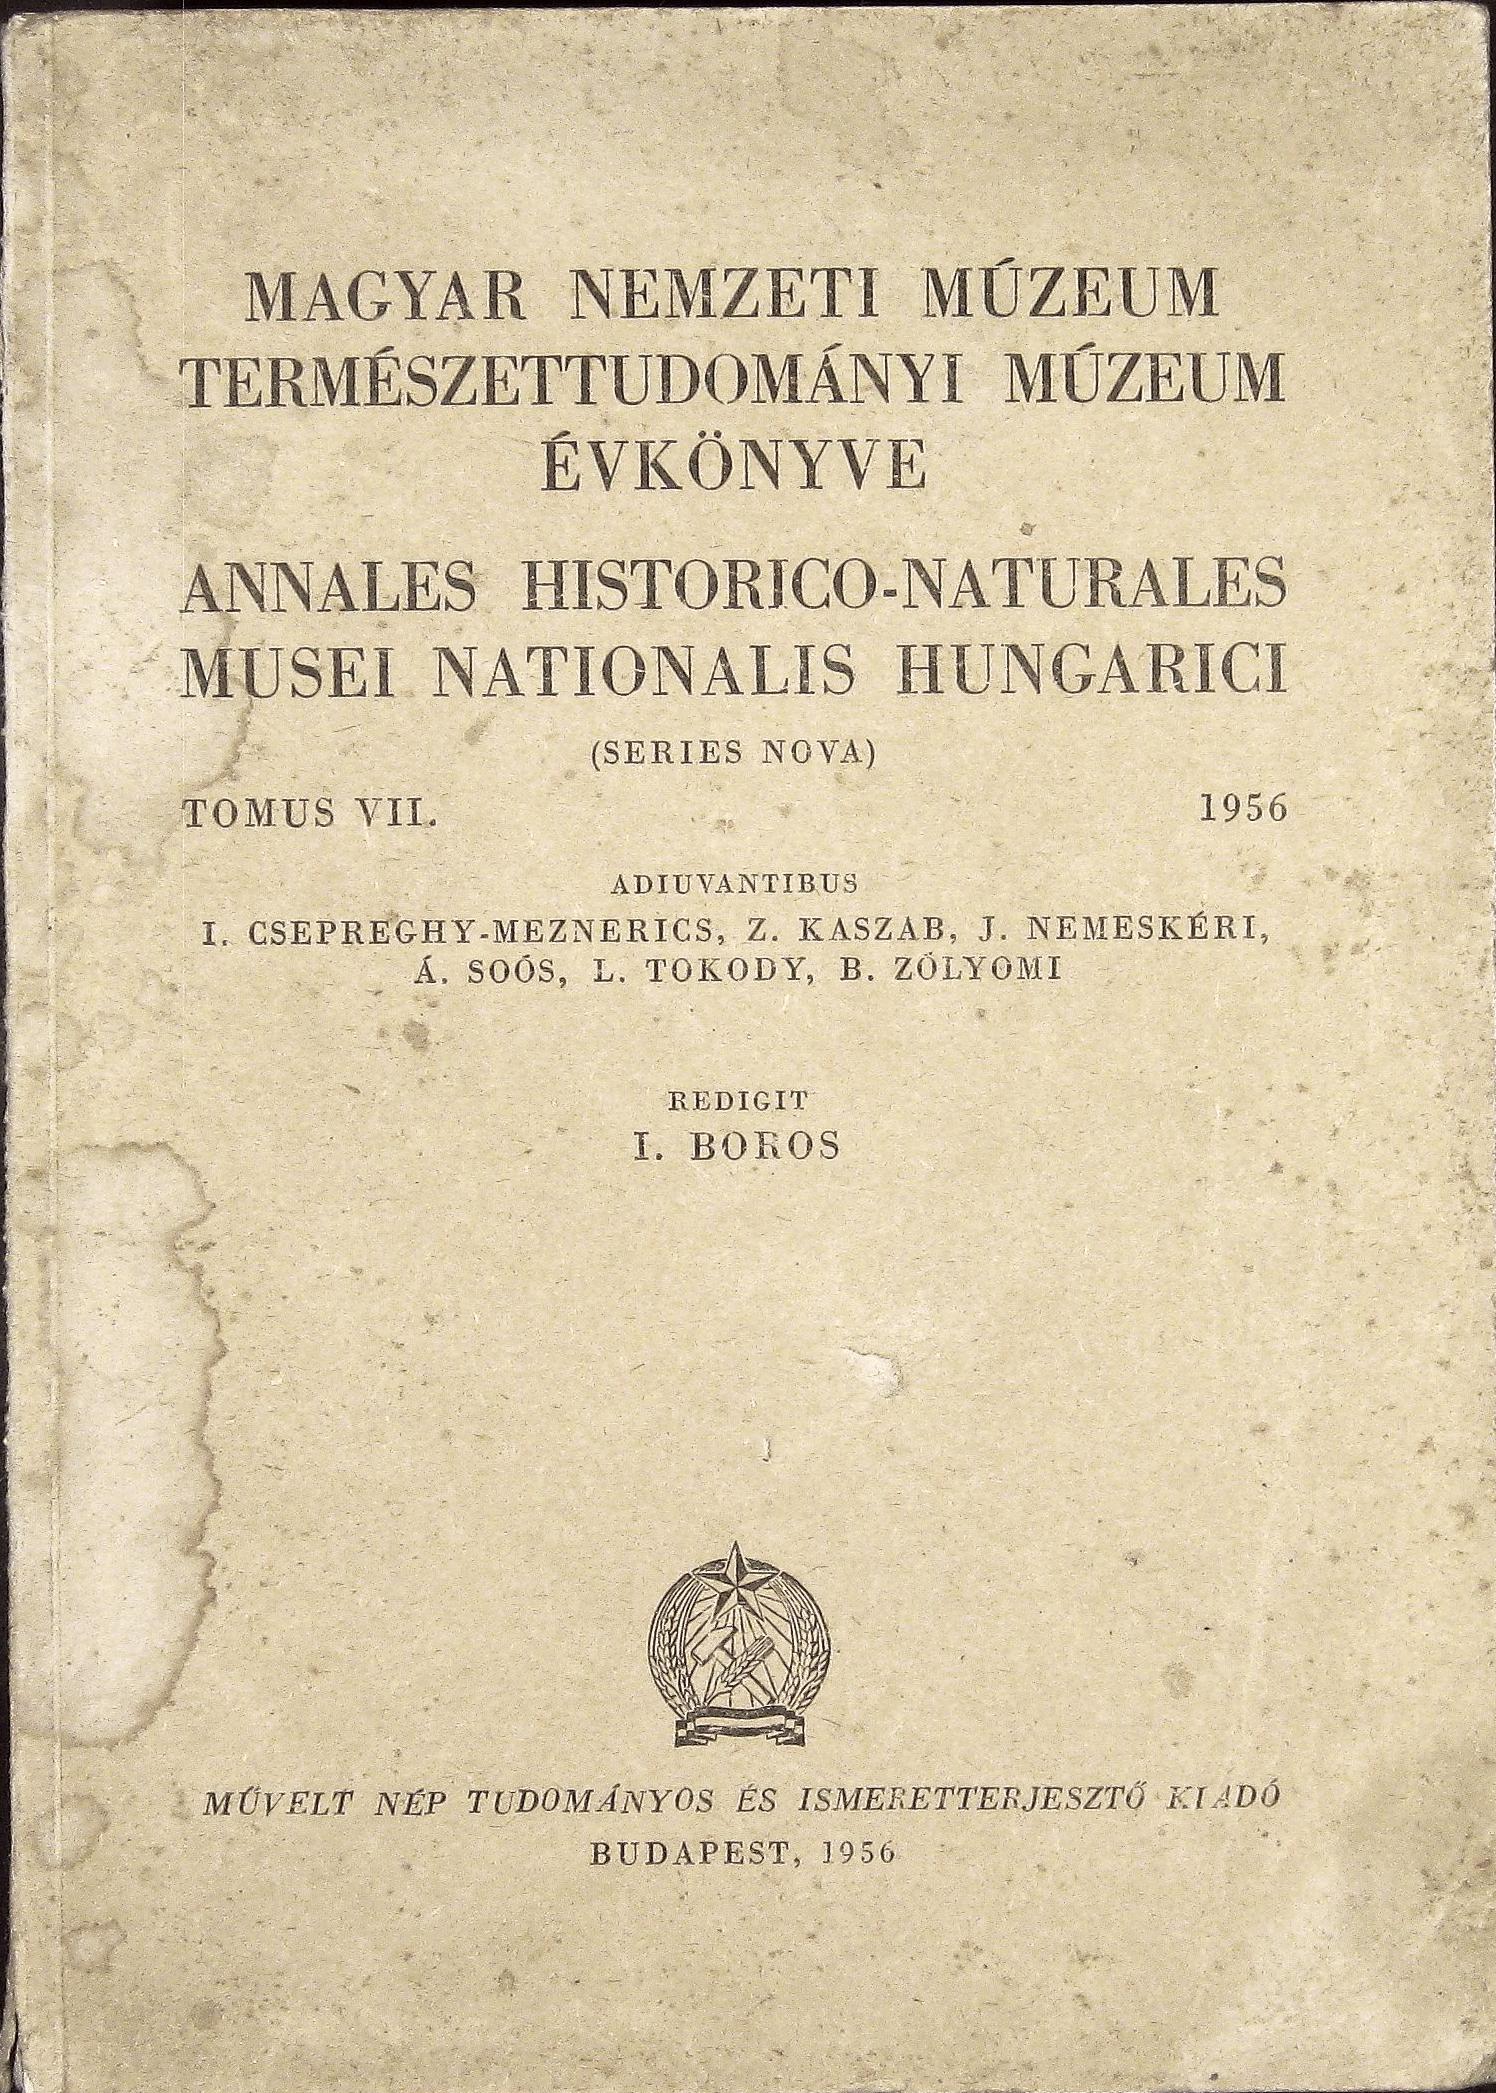 MAGYAR NEMZETI MÚZEUM
TERMÉSZETTUDOMÁNYI MÚZEUM
ÉVKÖNYVE
ANNALES HISTORICO-NATURALES
MUSEI NATIONALIS HUNGARICI
(SERIES NOVA)
TOMUS VII. 1956
ADIUVANTIBUS
I. CSEPREGHY-MEZNERICS, Z. KASZAB, J. NEMESKÉRI,
Á. SOÓS, L. TOKODY, B. ZÓLYOMI
REDIGIT
I. BOROS
MŰVELT NÉP TUDOMÁNYOS ÉS ISMERETTERJESZTŐ KIADÓ
BUDAPEST, 1956